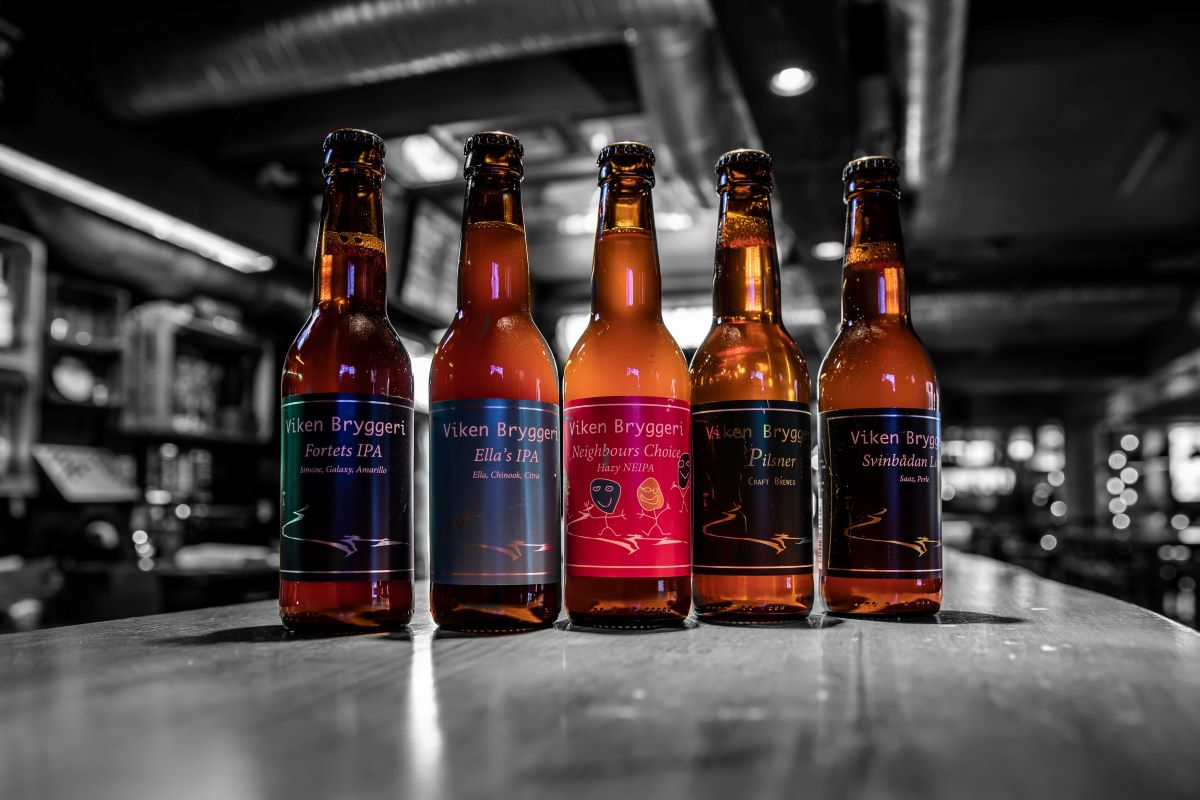 Viken Bryggeri
Fortets IPA
Simcoe, Galaxy, Amarillo
Viken Bryggeri
Ella's IPA
Ella, Chinook, Citra
Viken Bryggeri
Neighbours Choice
Hazy NEIPA
Viken Brygge
Pilsner
CRAFT BREWED
Viken Brygg
Svinbådan L
Saaz, Perle